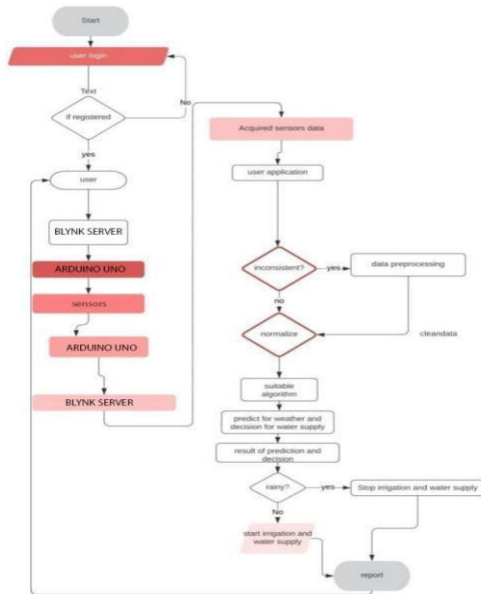 Start
user login
Text
if registered
No
yes
user
BLYNK SERVER
ARDUINO UNO
sensors
ARDUINO UNO
BLYNK SERVER
Acquired sensors data
user application
inconsistent?
yes
data preprocessing
no
normalize
cleandata
suitable
algorithm
predict for weather and
decision for water supply
result of prediction and
decision
rainy?
yes
Stop irrigation and water supply
No
start irrigation and
water supply
report